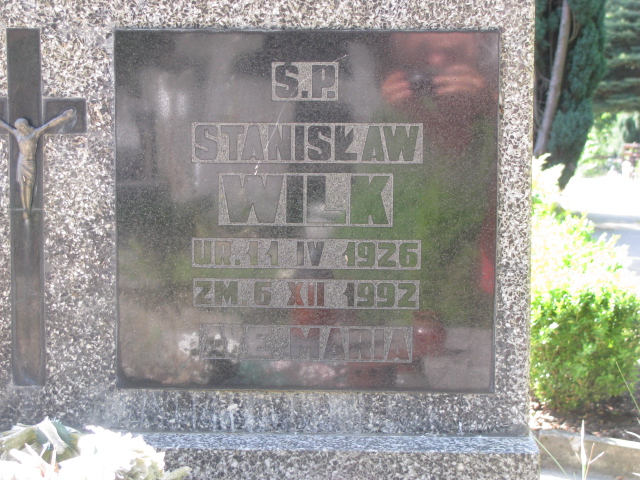 Ś.P.
STANISŁAW
WILK
UR. 11 IV 1926
ZM 6 XII 1992
MARIA